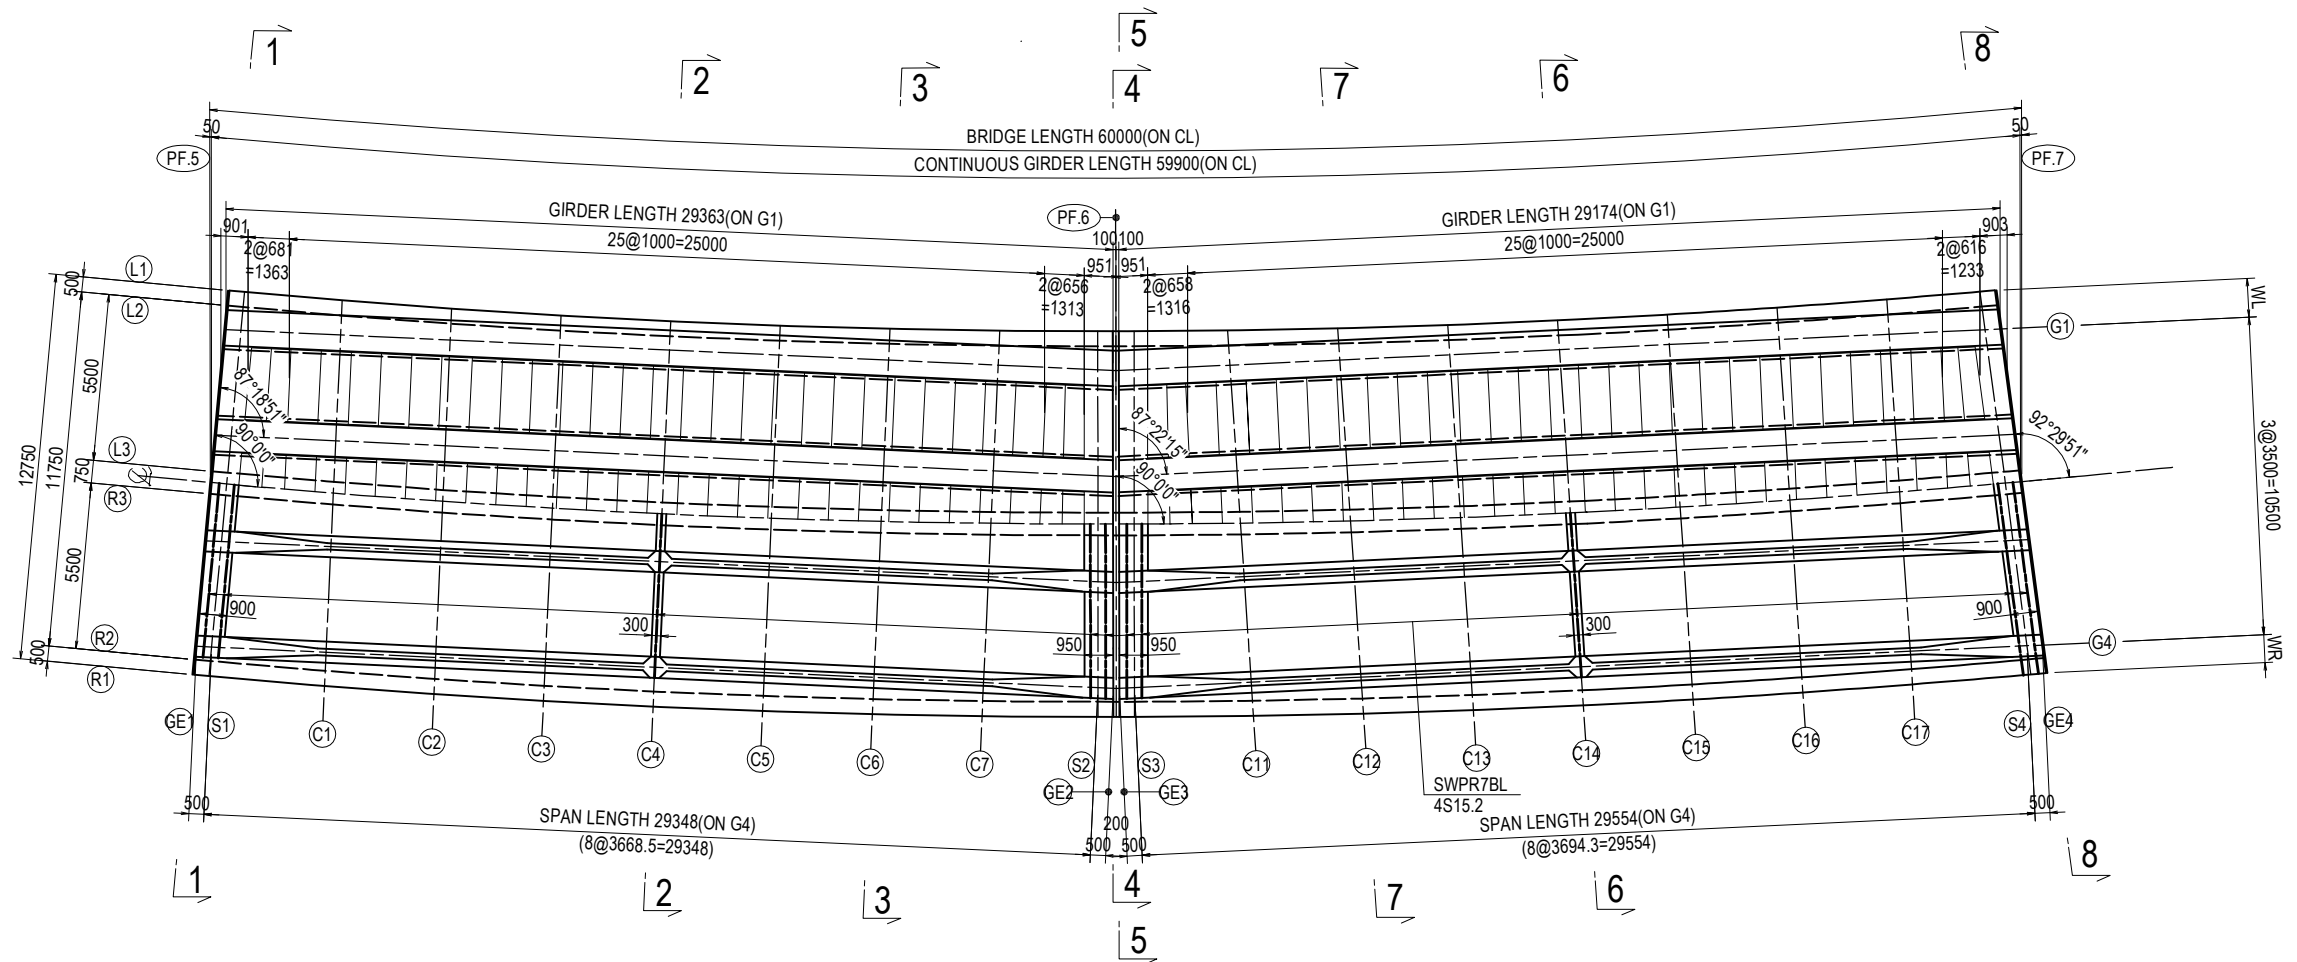 5
1
8
6
2
7
3
4
BRIDGE LENGTH 60000(ON CL)
50
50
CONTINUOUS GIRDER LENGTH 59900(ON CL)
PF.5
PF.7
GIRDER LENGTH 29363(ON G1)
PF.6
GIRDER LENGTH 29174(ON G1)
901
25@1000=25000
100
100
25@1000=25000
903
2@681
=1363
951
951
2@616
=1233
2@656
=1313
2@658
=1316
L1
500
L2
WL
G1
5500
87°18'51"
87°22'15"
92°29'51"
90°0'0"
90°0'0"
12750
11750
L3
750
R3
3@3500=10500
5500
900
300
300
900
950
950
R2
500
R1
G4
WR
GE1
S1
C1
C2
C3
C4
C5
C6
C7
S2
S3
C11
C12
C13
C14
C15
C16
C17
S4
GE4
GE2
GE3
SWPR7BL
4S15.2
500
SPAN LENGTH 29348(ON G4)
(8@3668.5=29348)
200
500
500
SPAN LENGTH 29554(ON G4)
(8@3694.3=29554)
500
1
2
3
4
7
6
8
5